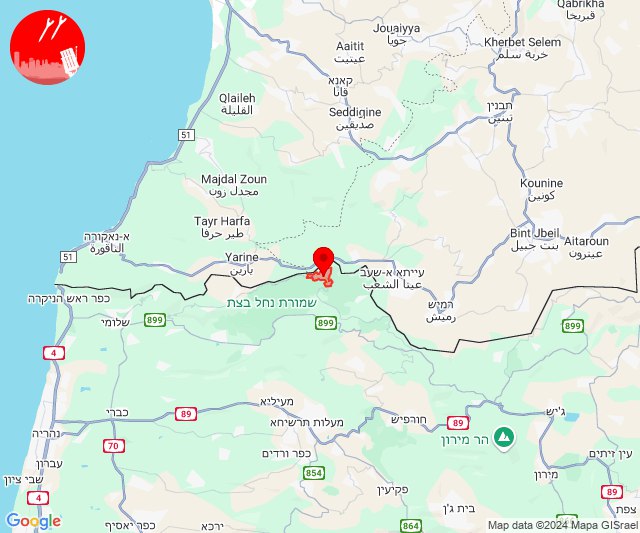 Qabrikha
קבריחה
Jouaiyya
جويا
Kherbet Selem
خربة سلم
Aaitit
عيتيت
קאנא
قانا
Qlaileh
القليلة
Seddiqine
صديقين
תבנין
تبنين
51
Majdal Zoun
مجدل زون
Kounine
كونين
Tayr Harfa
طير حرفا
א-נאקורה
الناقورة
Bint Jbeil
بنت جبيل
Aitaroun
عيترون
51
Yarine
يارين
עייתא א-שעב
عيتا الشعب
כפר ראש הניקרה
שמורת נחל בצת
רמיש
رميش
שלומי
899
899
899
4
מעיליא
כברי
89
מעלות תרשיחא
חורפיש
89
ג'יש
נהריה
70
הר מירון
עברון
כפר ורדים
עין זיתים
שבי ציון
854
מירון
4
פקיעין
89
Google
כפר יאסיף
ירכא
864
בית ג'ן
צפת
Map data ©2024 Mapa GISrael